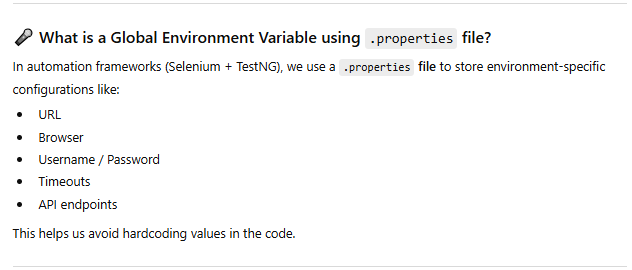 🎤 What is a Global Environment Variable using .properties file?
In automation frameworks (Selenium + TestNG), we use a .properties file to store environment-specific
configurations like:
• URL
• Browser
• Username / Password
• Timeouts
• API endpoints
This helps us avoid hardcoding values in the code.